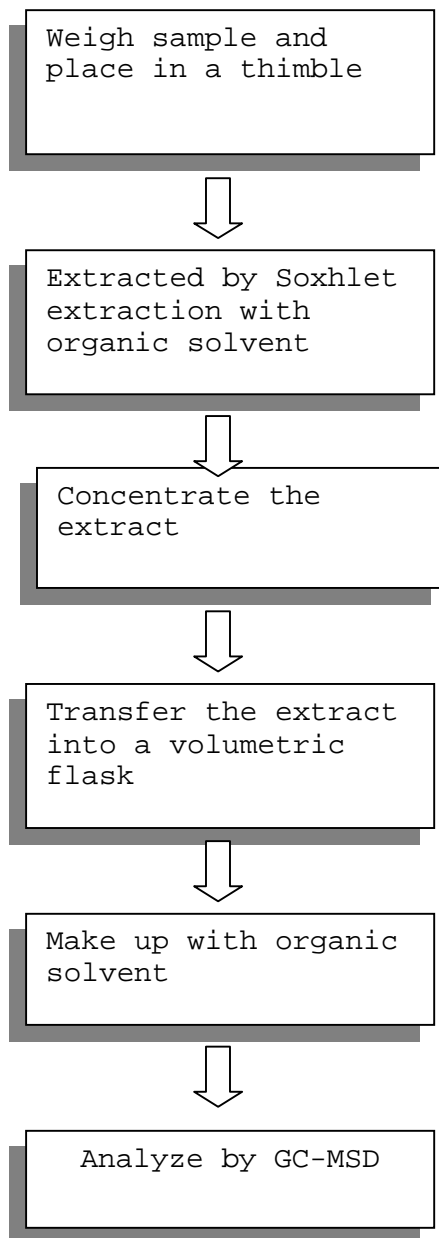 Weigh sample and
place in a thimble
Extracted by Soxhlet
extraction with
organic solvent
Concentrate the
extract
Transfer the extract
into a volumetric
flask
Make up with organic
solvent
Analyze by GC-MSD